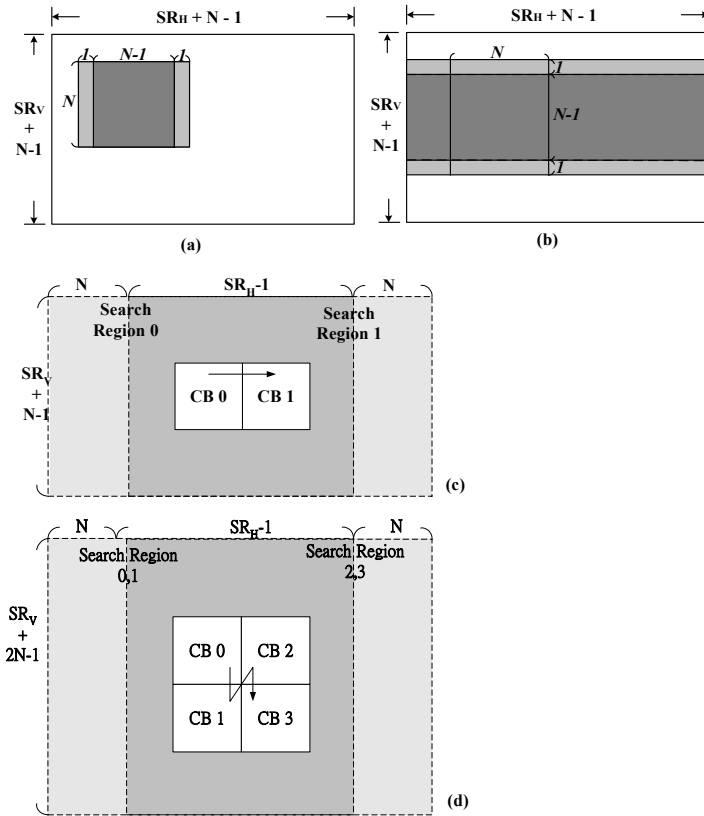 SRH + N - 1
1 N-1 1
N
SRV
+
N-1
(a)
SRH + N - 1
N
1
N-1
1
SRV
+
N-1
(b)
N SRH-1 N
Search
Region 0
Search
Region 1
SRV
+
N-1
CB 0 CB 1
(c)
N SRH-1 N
Search Region
0,1
Search Region
2,3
SRV
+
2N-1
CB 0 CB 2
CB 1 CB 3
(d)